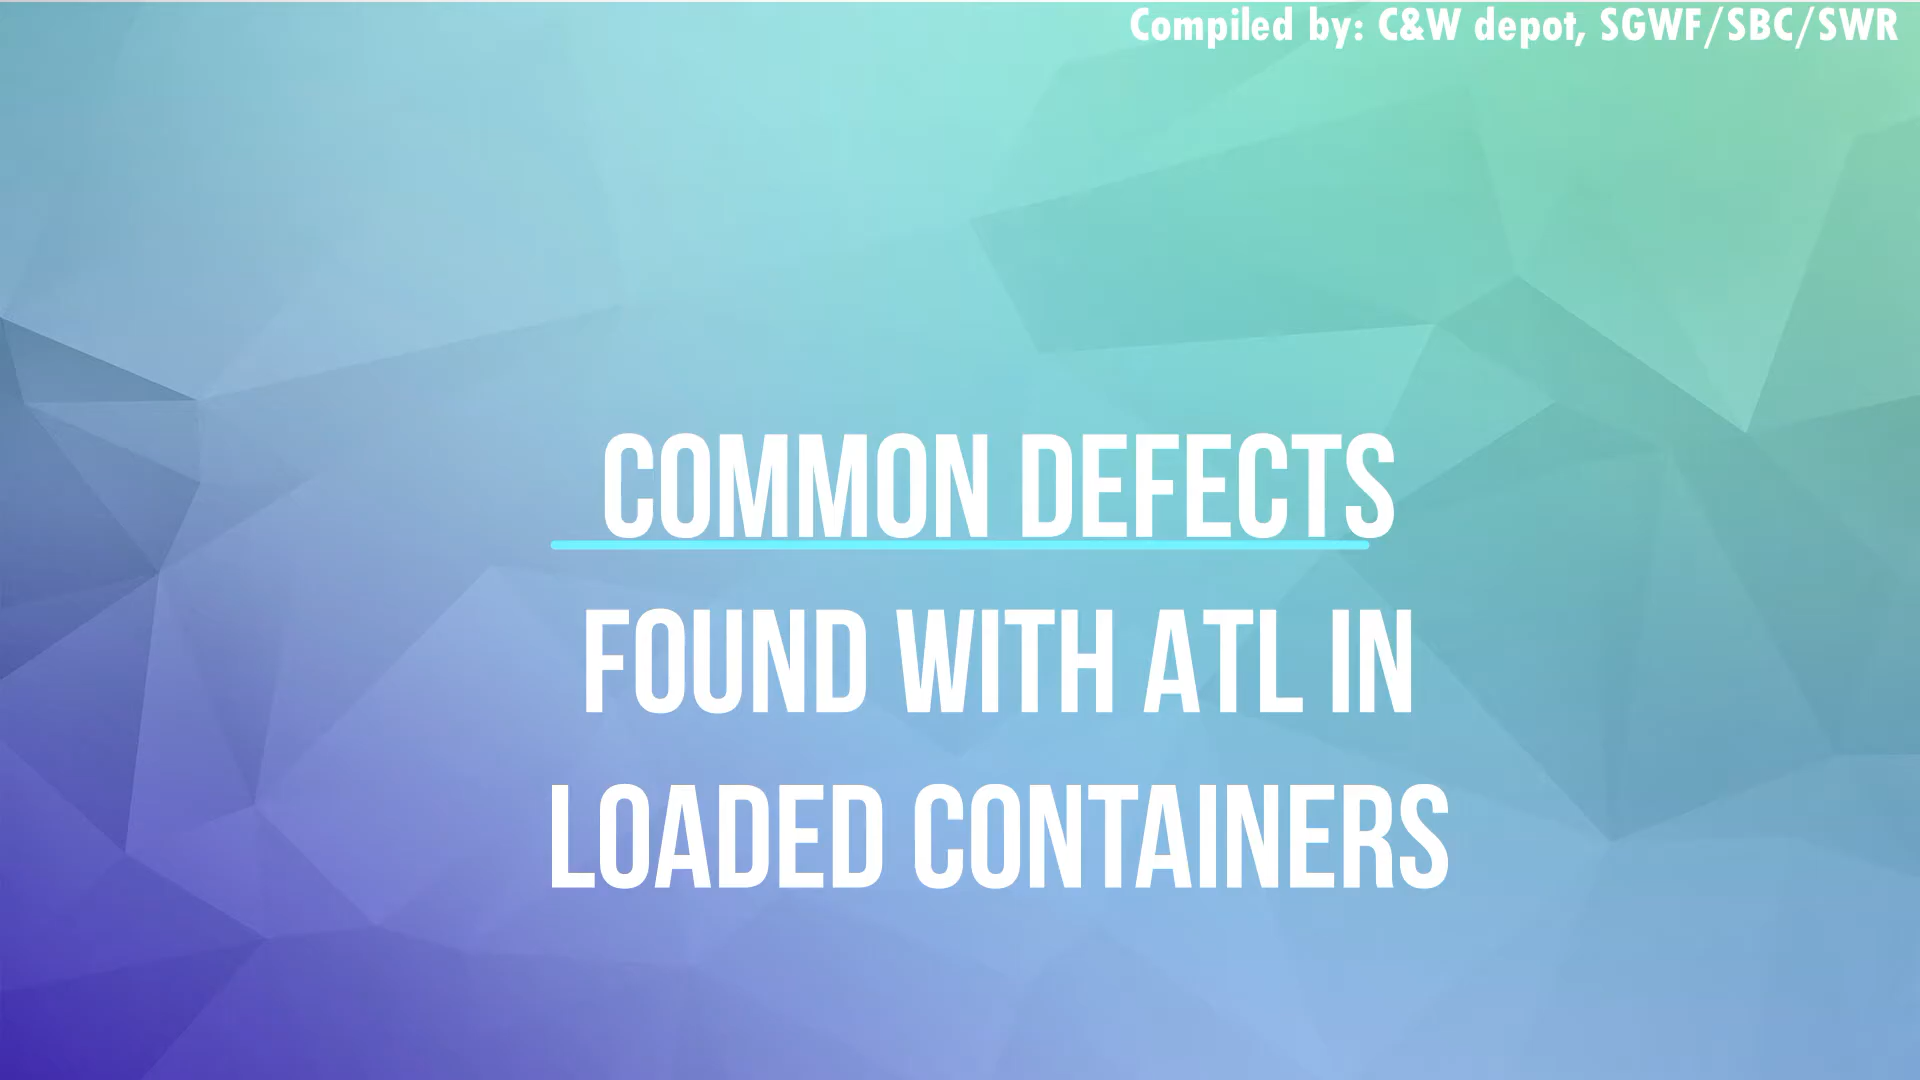 Compiled by: C&W depot, SGWF/SBC/SWR
COMMON DEFECTS
FOUND WITH ATL IN
LOADED CONTAINERS